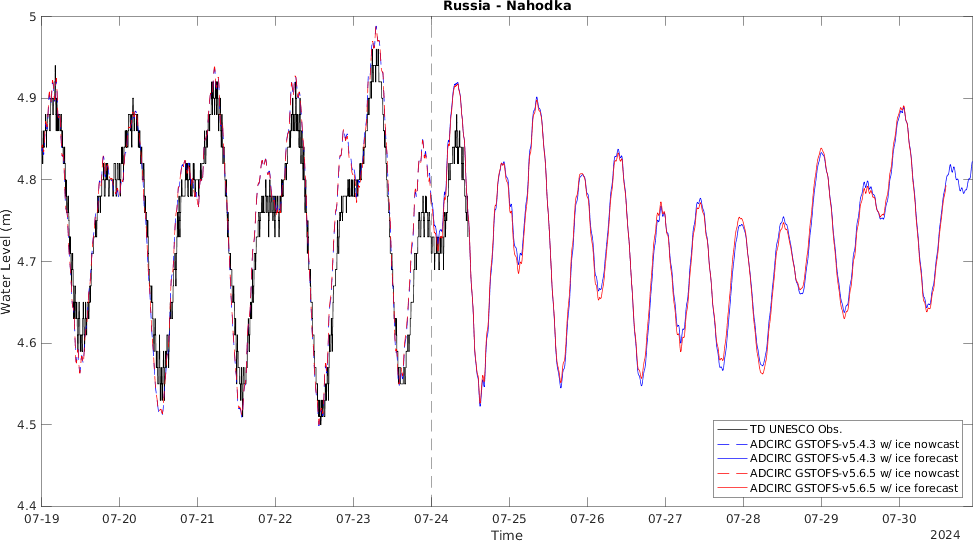 Russia - Nahodka
Water Level (m)
5
4.9
4.8
4.7
4.6
4.5
4.4
TD UNESCO Obs.
ADCIRC GSTOFS-v5.4.3 w/ ice nowcast
ADCIRC GSTOFS-v5.4.3 w/ ice forecast
ADCIRC GSTOFS-v5.6.5 w/ ice nowcast
ADCIRC GSTOFS-v5.6.5 w/ ice forecast
07-19 07-20 07-21 07-22 07-23 07-24 07-25 07-26 07-27 07-28 07-29 07-30
Time
2024